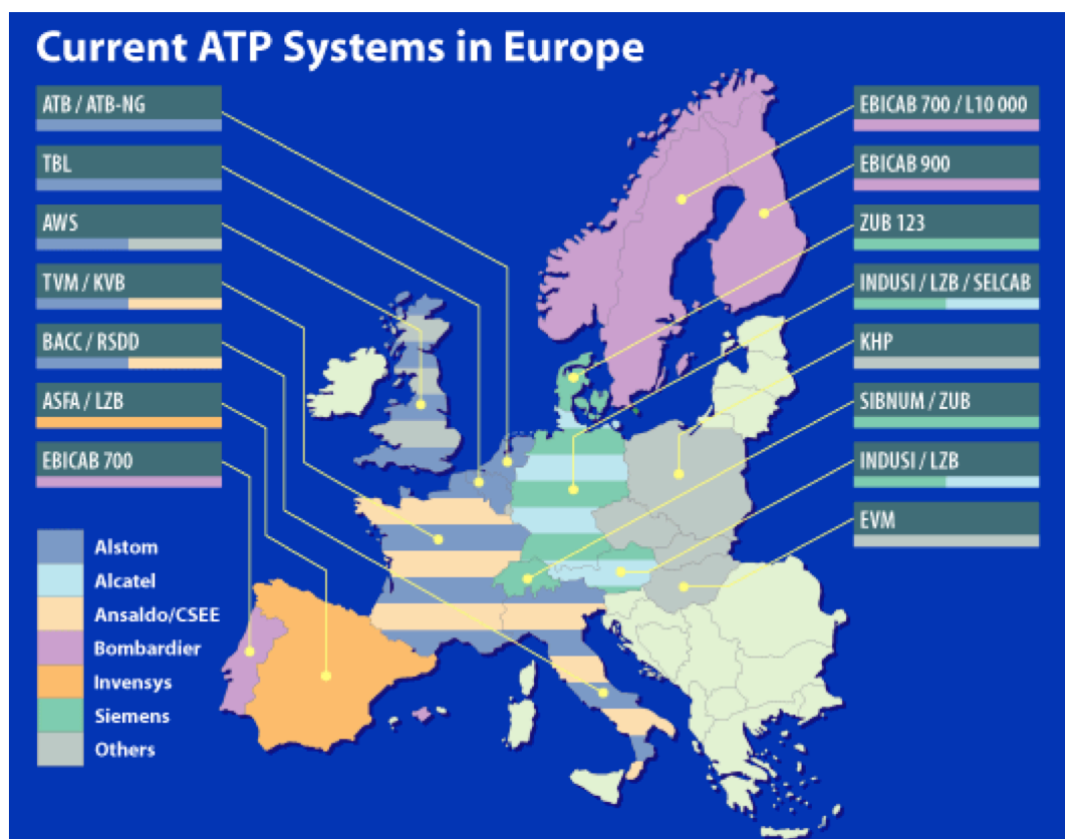 Current ATP Systems in Europe
ATB / ATB-NG
TBL
AWS
TVM / KVB
BACC / RSDD
ASFA / LZB
EBICAB 700
EBICAB 700 / L10 000
EBICAB 900
ZUB 123
INDUSI / LZB / SELCAB
KHP
SIBNUM / ZUB
INDUSI / LZB
EVM
Alstom
Alcatel
Ansaldo/CSEE
Bombardier
Invensys
Siemens
Others